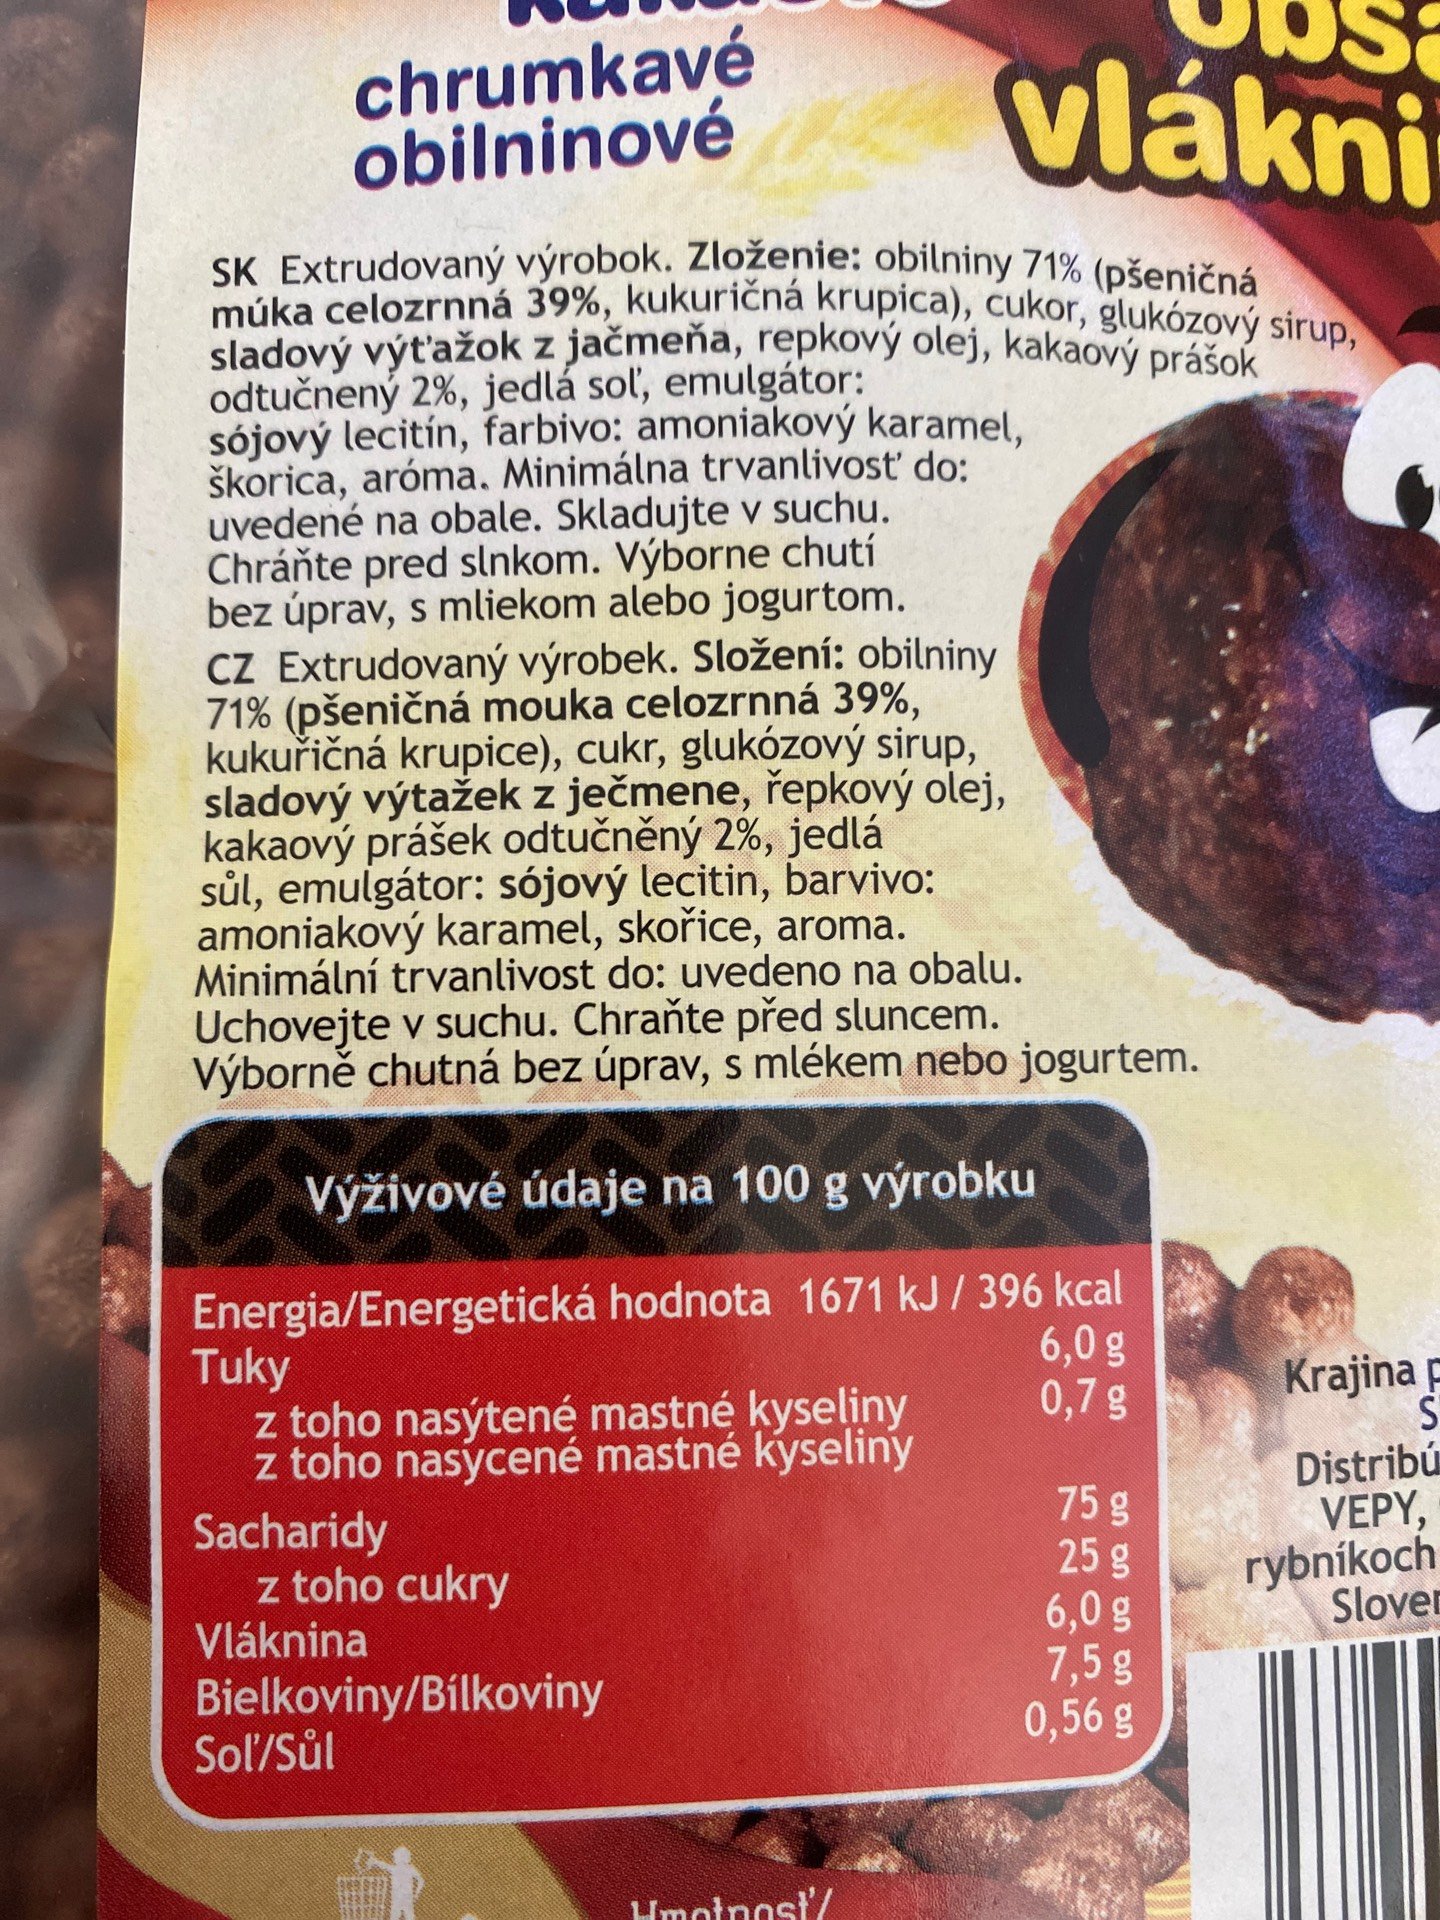 chrumkavé
obilninové
SK Extrudovaný výrobok. Zloženie: obilniny 71% (pšeničná
múka celozrnná 39%, kukuričná krupica), cukor, glukózový sirup,
sladový výťažok z jačmeňa, repkový olej, kakaový prášok
odtučnený 2%, jedlá soľ, emulgátor:
sójový lecitín, farbivo: amoniakový karamel,
škorica, aróma. Minimálna trvanlivosť do:
uvedené na obale. Skladujte v suchu.
Chráňte pred slnkom. Výborne chutí
bez úprav, s mliekom alebo jogurtom.
CZ Extrudovaný výrobek. Složení: obilniny
71% (pšeničná mouka celozrnná 39%,
kukuřičná krupice), cukr, glukózový sirup,
sladový výtažek z ječmene, řepkový olej,
kakaový prášek odtučněný 2%, jedlá
sůl, emulgátor: sójový lecitin, barvivo:
amoniakový karamel, skořice, aroma.
Minimální trvanlivost do: uvedeno na obalu.
Uchovejte v suchu. Chraňte před sluncem.
Výborně chutná bez úprav, s mlékem nebo jogurtem.
Výživové údaje na 100 g výrobku
Energia/Energetická hodnota 1671 kJ / 396 kcal
Tuky 6,0 g
z toho nasýtené mastné kyseliny 0,7 g
z toho nasycené mastné kyseliny
Sacharidy 75 g
z toho cukry 25 g
Vláknina 6,0 g
Bielkoviny/Bílkoviny 7,5 g
Soľ/Sůl 0,56 g
Krajina
VEPY,
rybníkoch
Hmotnosť/